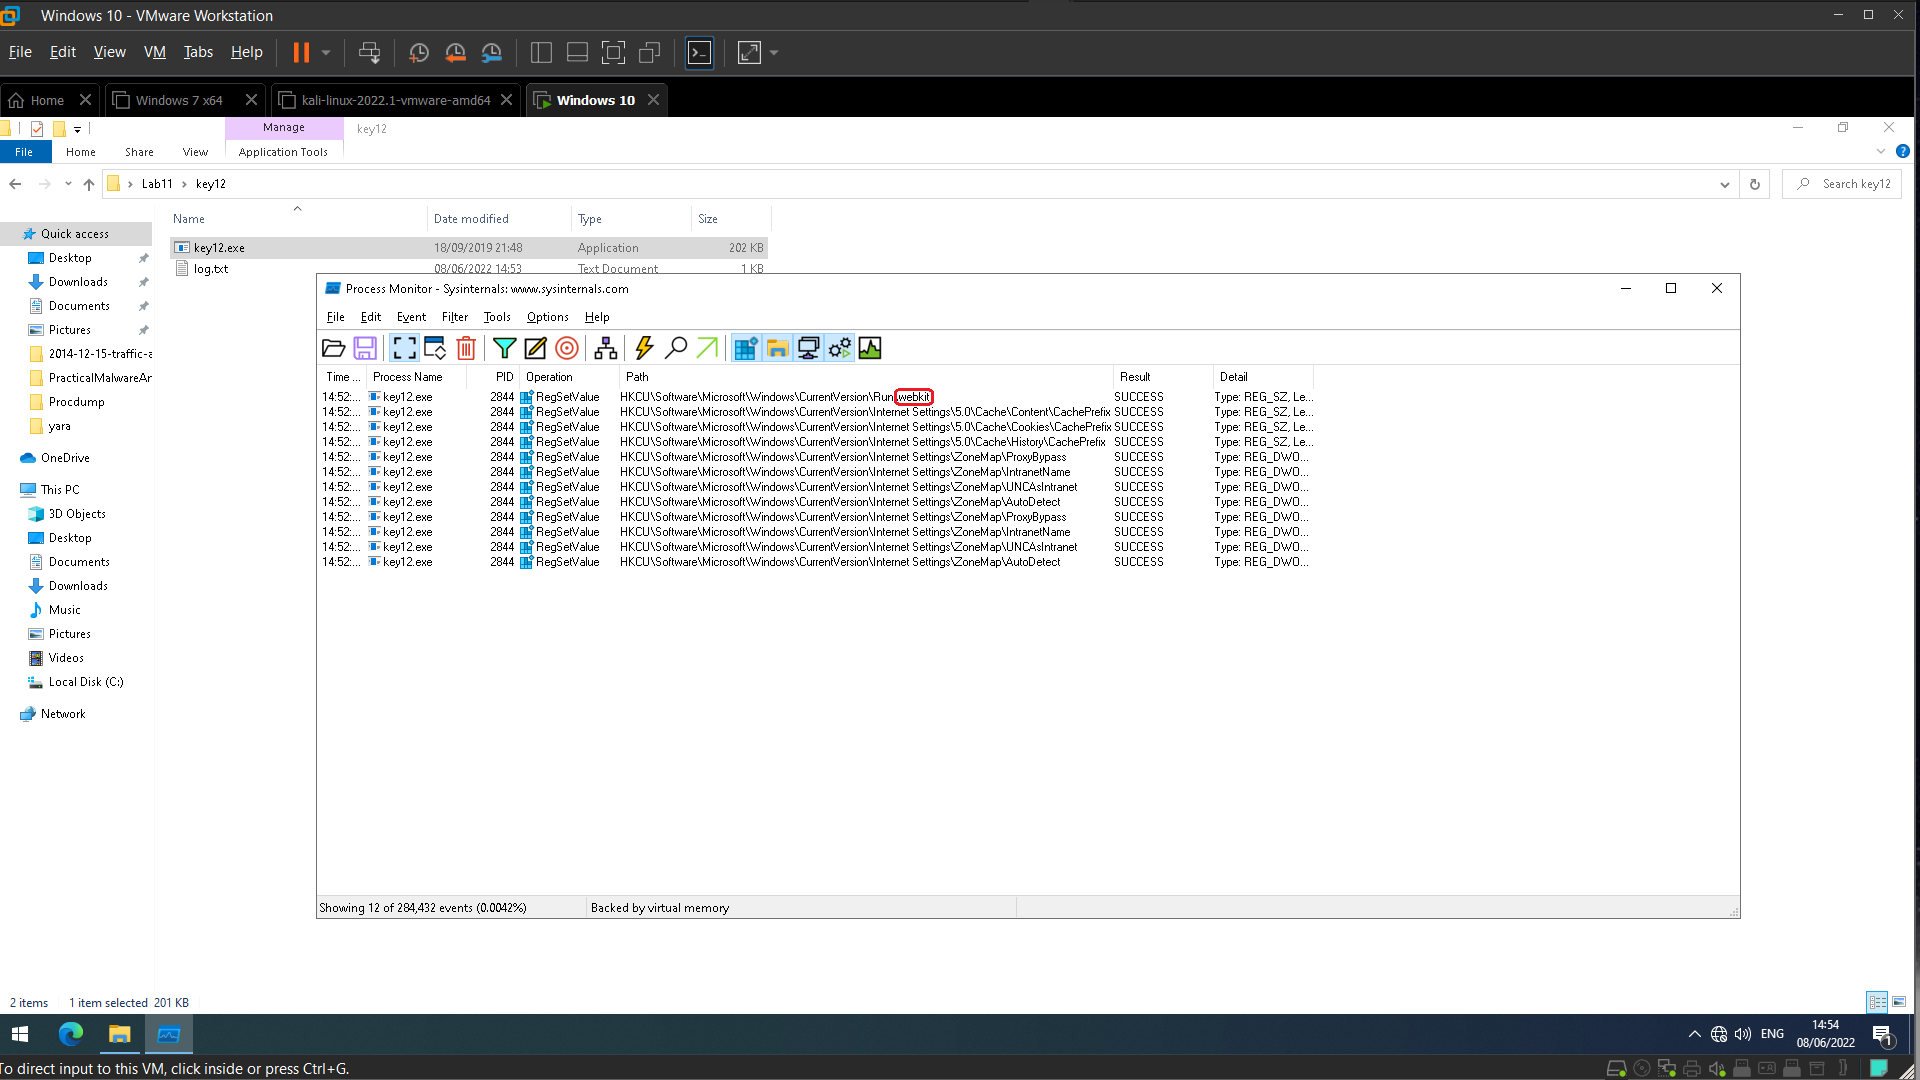 Windows 10 - VMware Workstation
File Edit View VM Tabs Help
Home Windows 7 x64 kali-linux-2022.1-vmware-amd64 Windows 10
Manage key12
File Home Share View Application Tools
Lab11 key12 Search key12
Name Date modified Type Size
key12.exe 18/09/2019 21:48 Application 202 KB
log.txt 08/06/2022 14:53 Text Document 1 KB
Quick access
Desktop
Downloads
Documents
Pictures
2014-12-15-traffic-a
PracticalMalwareAr
Procdump
yara
OneDrive
This PC
3D Objects
Desktop
Documents
Downloads
Music
Pictures
Videos
Local Disk (C:)
Network
Process Monitor - Sysinternals: www.sysinternals.com
File Edit Event Filter Tools Options Help
Time ... Process Name PID Operation Path Result Detail
14:52:... key12.exe 2844 RegSetValue HKCU\Software\Microsoft\Windows\CurrentVersion\Run\webkit SUCCESS Type: REG_SZ, Le...
14:52:... key12.exe 2844 RegSetValue HKCU\Software\Microsoft\Windows\CurrentVersion\Internet Settings\5.0\Cache\Content\CachePrefix SUCCESS Type: REG_SZ, Le...
14:52:... key12.exe 2844 RegSetValue HKCU\Software\Microsoft\Windows\CurrentVersion\Internet Settings\5.0\Cache\Cookies\CachePrefix SUCCESS Type: REG_SZ, Le...
14:52:... key12.exe 2844 RegSetValue HKCU\Software\Microsoft\Windows\CurrentVersion\Internet Settings\5.0\Cache\History\CachePrefix SUCCESS Type: REG_SZ, Le...
14:52:... key12.exe 2844 RegSetValue HKCU\Software\Microsoft\Windows\CurrentVersion\Internet Settings\ZoneMap\ProxyBypass SUCCESS Type: REG_DWO...
14:52:... key12.exe 2844 RegSetValue HKCU\Software\Microsoft\Windows\CurrentVersion\Internet Settings\ZoneMap\IntranetName SUCCESS Type: REG_DWO...
14:52:... key12.exe 2844 RegSetValue HKCU\Software\Microsoft\Windows\CurrentVersion\Internet Settings\ZoneMap\UNCAsIntranet SUCCESS Type: REG_DWO...
14:52:... key12.exe 2844 RegSetValue HKCU\Software\Microsoft\Windows\CurrentVersion\Internet Settings\ZoneMap\AutoDetect SUCCESS Type: REG_DWO...
14:52:... key12.exe 2844 RegSetValue HKCU\Software\Microsoft\Windows\CurrentVersion\Internet Settings\ZoneMap\ProxyBypass SUCCESS Type: REG_DWO...
14:52:... key12.exe 2844 RegSetValue HKCU\Software\Microsoft\Windows\CurrentVersion\Internet Settings\ZoneMap\IntranetName SUCCESS Type: REG_DWO...
14:52:... key12.exe 2844 RegSetValue HKCU\Software\Microsoft\Windows\CurrentVersion\Internet Settings\ZoneMap\UNCAsIntranet SUCCESS Type: REG_DWO...
14:52:... key12.exe 2844 RegSetValue HKCU\Software\Microsoft\Windows\CurrentVersion\Internet Settings\ZoneMap\AutoDetect SUCCESS Type: REG_DWO...
Showing 12 of 284,432 events (0.0042%) Backed by virtual memory
2 items 1 item selected 201 KB
ENG 14:54
08/06/2022 1
To direct input to this VM, click inside or press Ctrl+G.